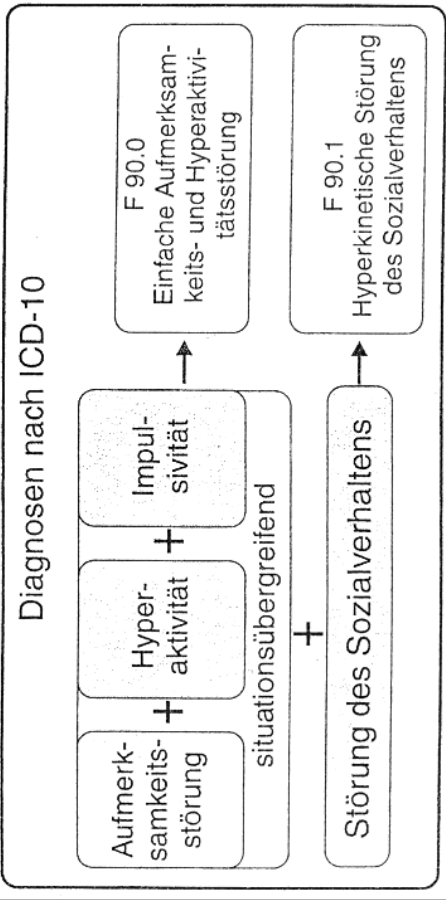 Diagnosen nach ICD-10
Aufmerk-
samkeits-
störung
+
Hyper-
aktivität
+
Impul-
sivität
situationsübergreifend
F 90.0
Einfache Aufmerksam-
keits- und Hyperaktivi-
tätsstörung
+
Störung des Sozialverhaltens
F 90.1
Hyperkinetische Störung
des Sozialverhaltens